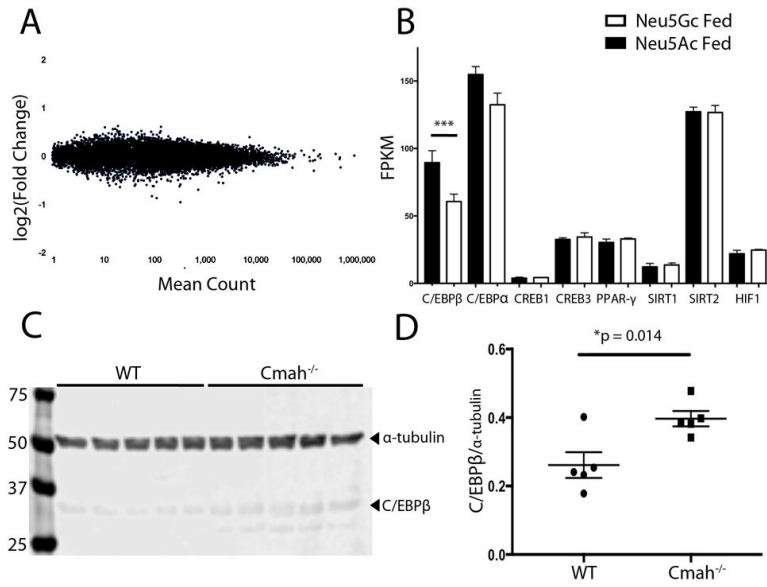 A
2
1
0
-1
-2
log2(Fold Change)
1 10 100 1,000 10,000 100,000 1,000,000
Mean Count
B
Neu5Gc Fed
Neu5Ac Fed
150
100
50
0
FPKM
***
C/EBPβ C/EBPα CREB1 CREB3 PPAR-γ SIRT1 SIRT2 HIF1
C
WT Cmah-/-
75
50
37
25
α-tubulin
C/EBPβ
D
*p = 0.014
0.6
0.4
0.2
0.0
C/EBPβ/α-tubulin
WT Cmah-/-